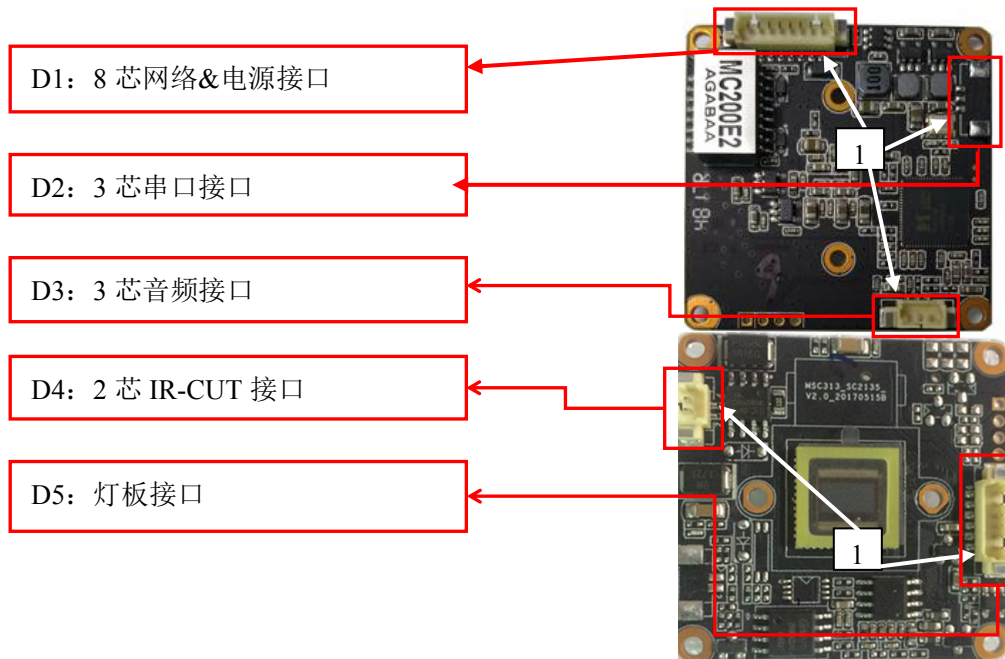 D1：8 芯网络&电源接口
D2：3 芯串口接口
D3：3 芯音频接口
D4：2 芯 IR-CUT 接口
D5：灯板接口
MC200E2
AGABAA
001
1
MSC313_SC2135
V2.0_20170515B
1